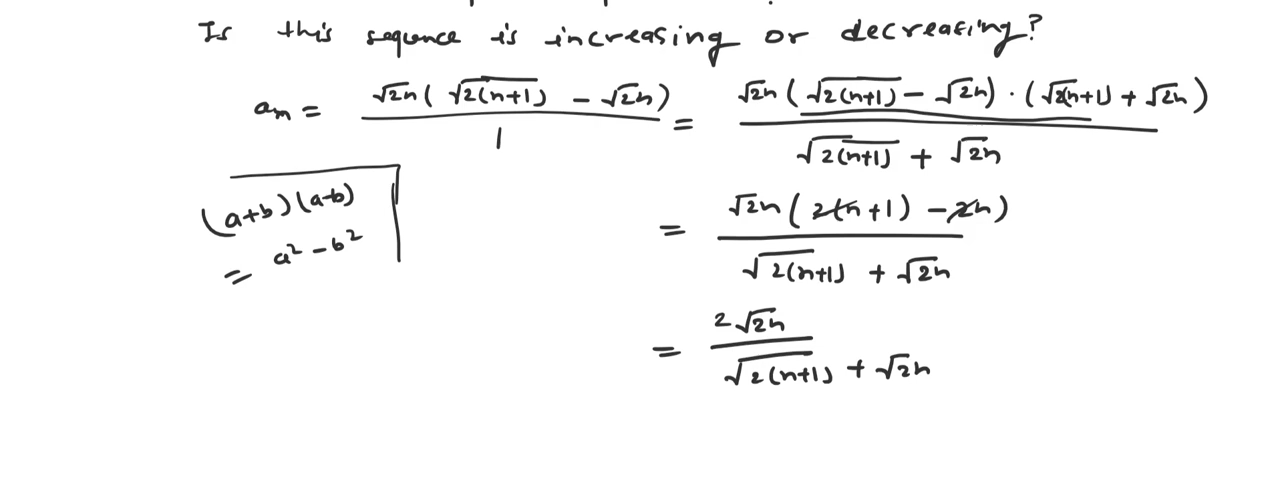 Is this sequence is increasing or decreasing?
am = √2n ( √2(n+1) - √2n ) / 1 = √2n ( √2(n+1) - √2n ) · ( √2(n+1) + √2n ) / √2(n+1) + √2n
(a+b)(a-b)
= a² - b²
= √2n ( 2(n+1) - 2n ) / √2(n+1) + √2n
= 2√2n / √2(n+1) + √2n